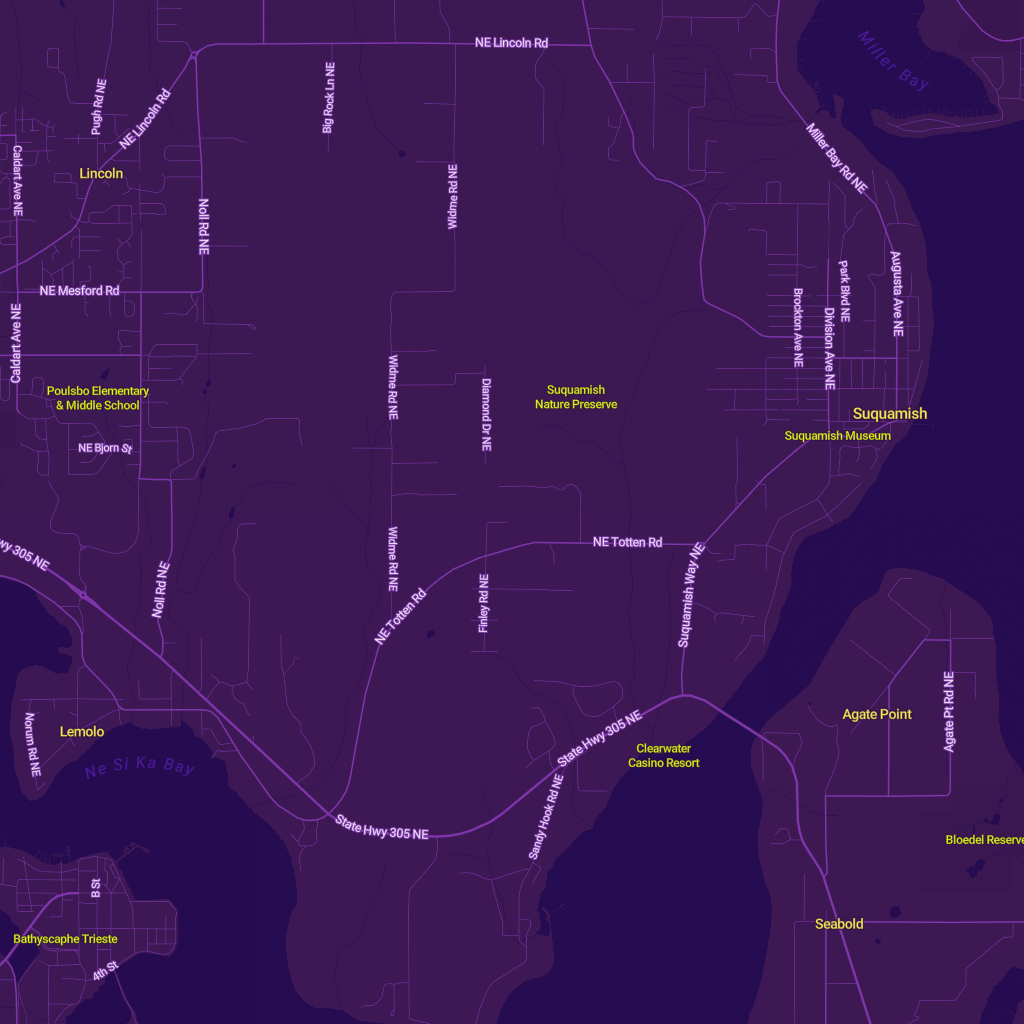 NE Lincoln Rd
Miller Bay
Pugh Rd NE
Big Rock Ln NE
NE Lincoln Rd
Miller Bay Rd NE
Lincoln
Caldart Ave NE
Widme Rd NE
Noll Rd NE
NE Mesford Rd
Park Blvd NE
Augusta Ave NE
Brockton Ave NE
Division Ave NE
Caldart Ave NE
Widme Rd NE
Diamond Dr NE
Poulsbo Elementary
& Middle School
Suquamish
Nature Preserve
Suquamish
Suquamish Museum
NE Bjorn St
wy 305 NE
NE Totten Rd
Widme Rd NE
Noll Rd NE
Suquamish Way NE
Finley Rd NE
NE Totten Rd
Agate Pt Rd NE
Agate Point
Norum Rd NE
Lemolo
State Hwy 305 NE
Clearwater
Casino Resort
Ne Si Ka Bay
Sandy Hook Rd NE
State Hwy 305 NE
Bloedel Reserve
B St
Seabold
Bathyscaphe Trieste
4th St